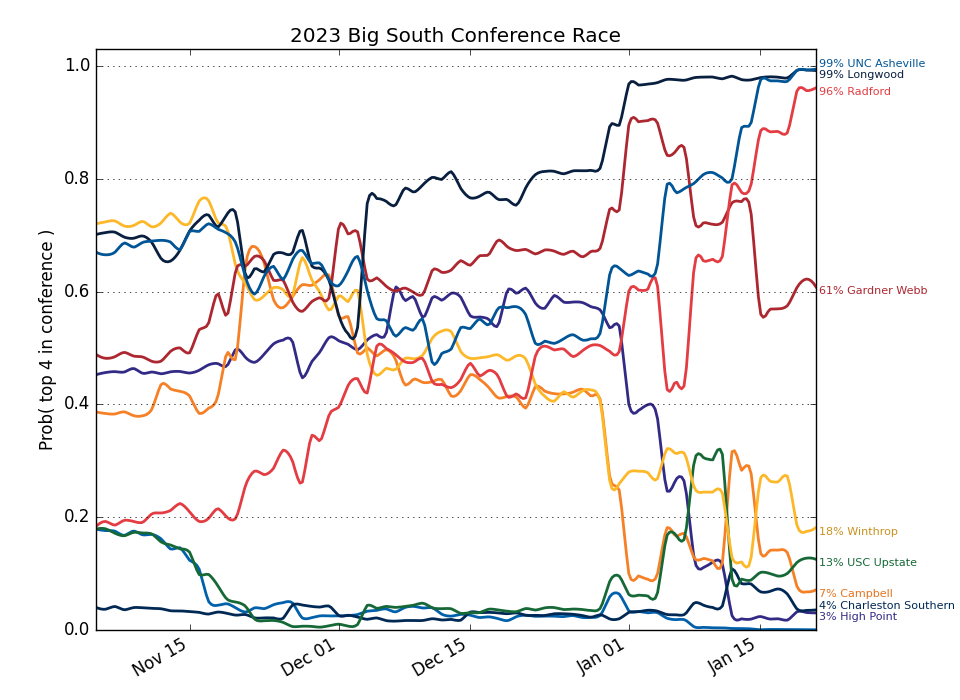 2023 Big South Conference Race
Prob( top 4 in conference )
1.0
0.8
0.6
0.4
0.2
0.0
Nov 15
Dec 01
Dec 15
Jan 01
Jan 15
99% UNC Asheville
99% Longwood
96% Radford
61% Gardner Webb
18% Winthrop
13% USC Upstate
7% Campbell
4% Charleston Southern
3% High Point